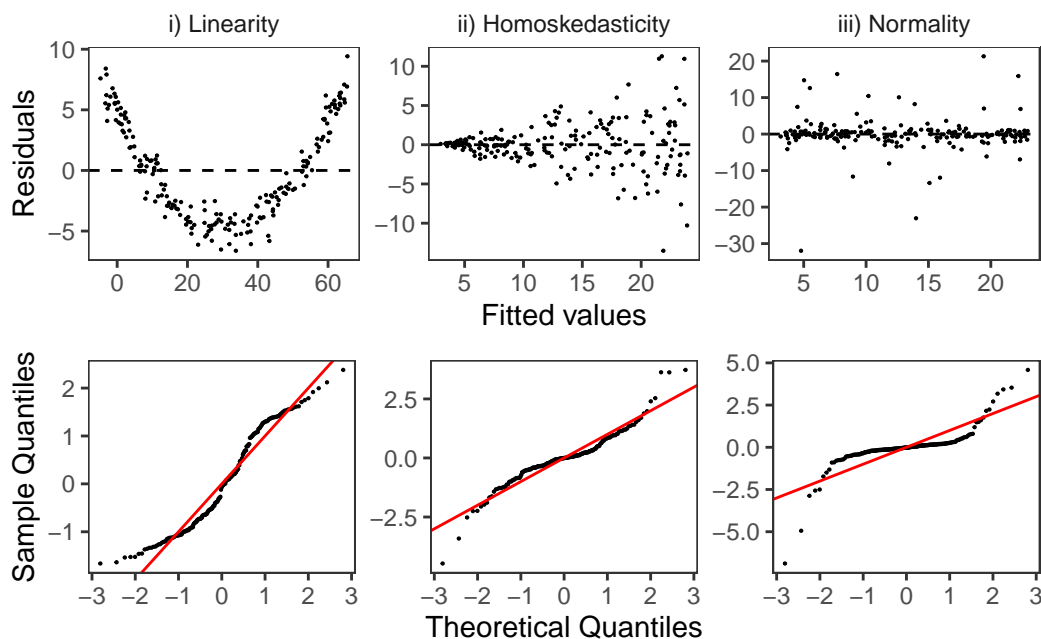 i) Linearity
ii) Homoskedasticity
iii) Normality
Residuals
10
5
0
−5
0 20 40 60
10
5
0
−5
−10
5 10 15 20
20
10
0
−10
−20
−30
5 10 15 20
Fitted values
Sample Quantiles
2
1
0
−1
−3 −2 −1 0 1 2 3
2.5
0.0
−2.5
−3 −2 −1 0 1 2 3
5.0
2.5
0.0
−2.5
−5.0
−3 −2 −1 0 1 2 3
Theoretical Quantiles